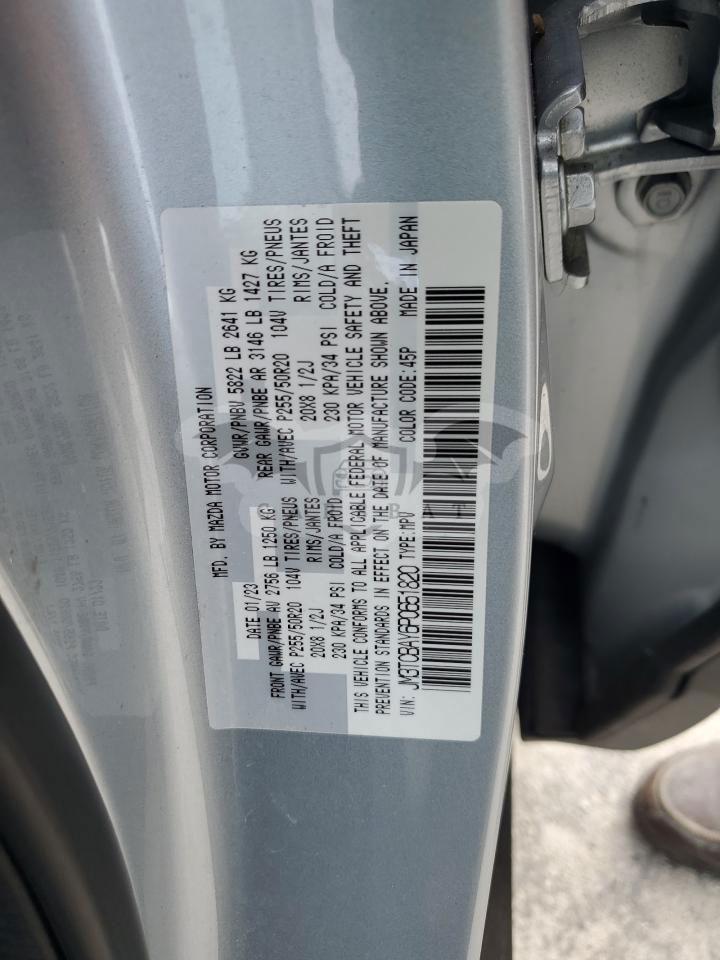 MFD. BY MAZDA MOTOR CORPORATION
DATE 01/23 GVWR/PNBV 5822 LB 2641 KG
FRONT GAWR/PNBE AV 2756 LB 1250 KG REAR GAWR/PNBE AR 3146 LB 1427 KG
WITH/AVEC P255/50R20 104V TIRES/PNEUS WITH/AVEC P255/50R20 104V TIRES/PNEUS
20X8 1/2J RIMS/JANTES 20X8 1/2J RIMS/JANTES
230 KPA/34 PSI COLD/A FROID 230 KPA/34 PSI COLD/A FROID
THIS VEHICLE CONFORMS TO ALL APPLICABLE FEDERAL MOTOR VEHICLE SAFETY AND THEFT
PREVENTION STANDARDS IN EFFECT ON THE DATE OF MANUFACTURE SHOWN ABOVE.
VIN: JM3TCBAY6P0651820 TYPE:MPV COLOR CODE:45P MADE IN JAPAN